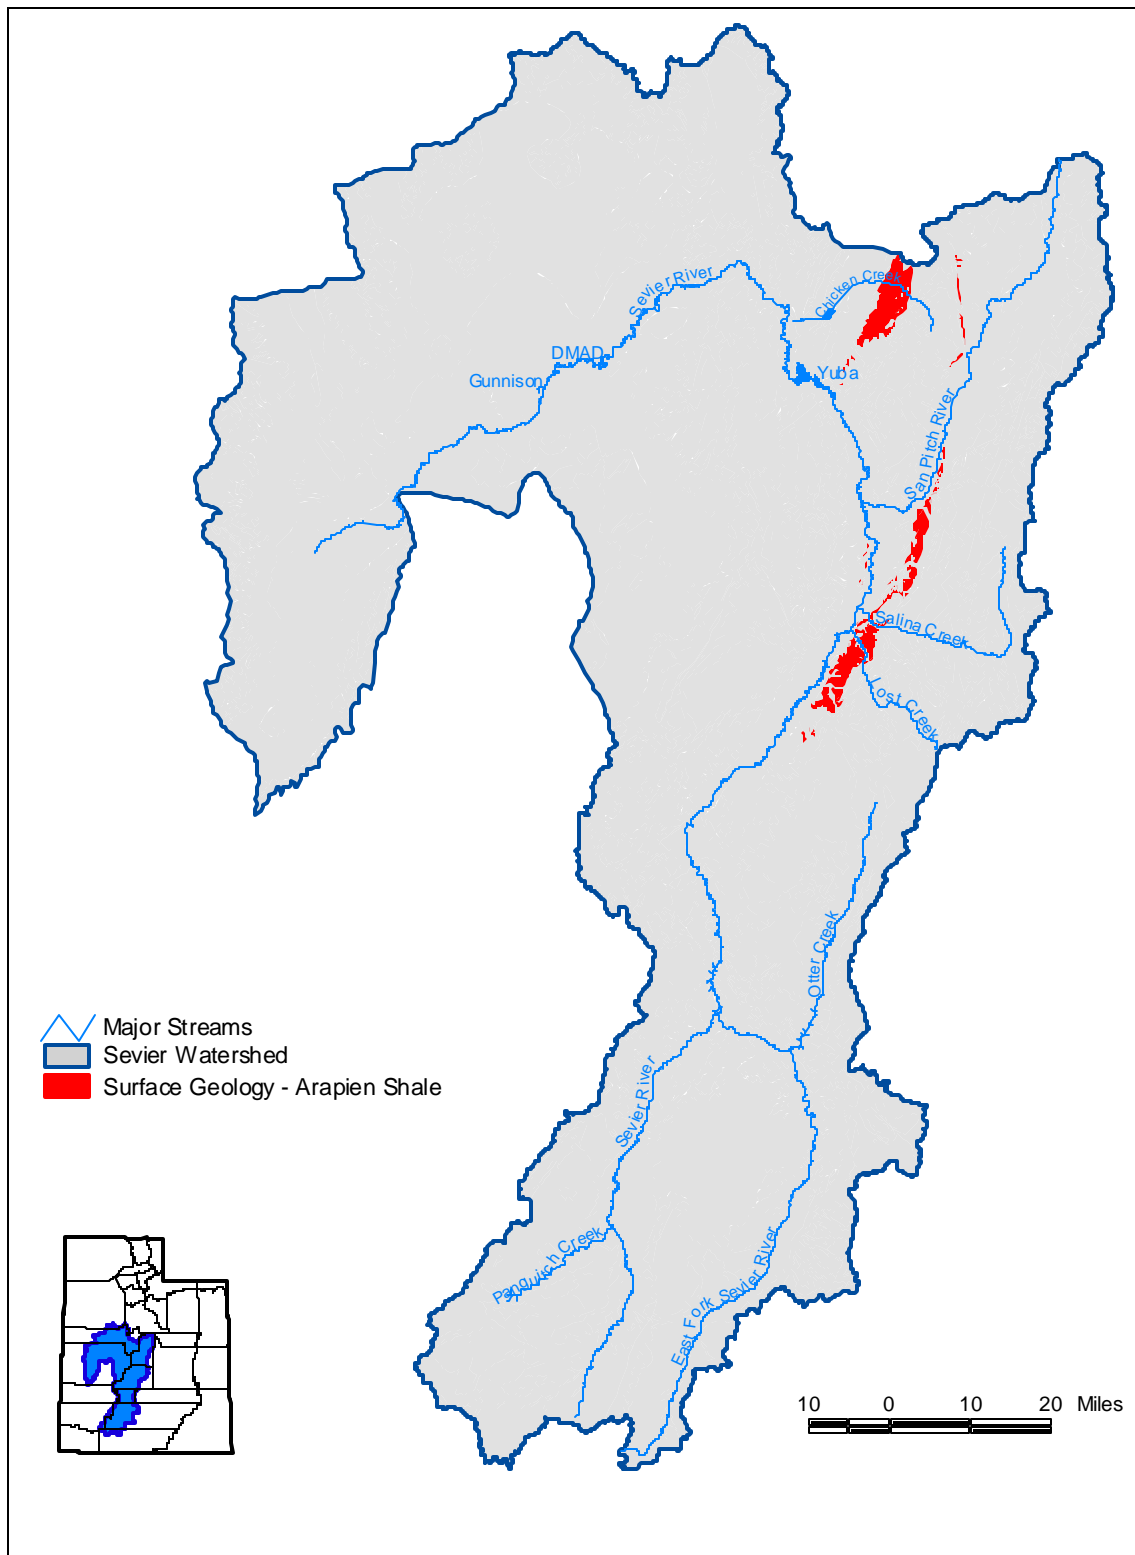 Sevier River
Chicken Creek
DMAD
Gunnison
Yuba
San Pitch River
Salina Creek
Lost Creek
Otter Creek
Major Streams
Sevier Watershed
Surface Geology - Arapien Shale
Sevier River
Panguitch Creek
East Fork Sevier River
10 0 10 20 Miles